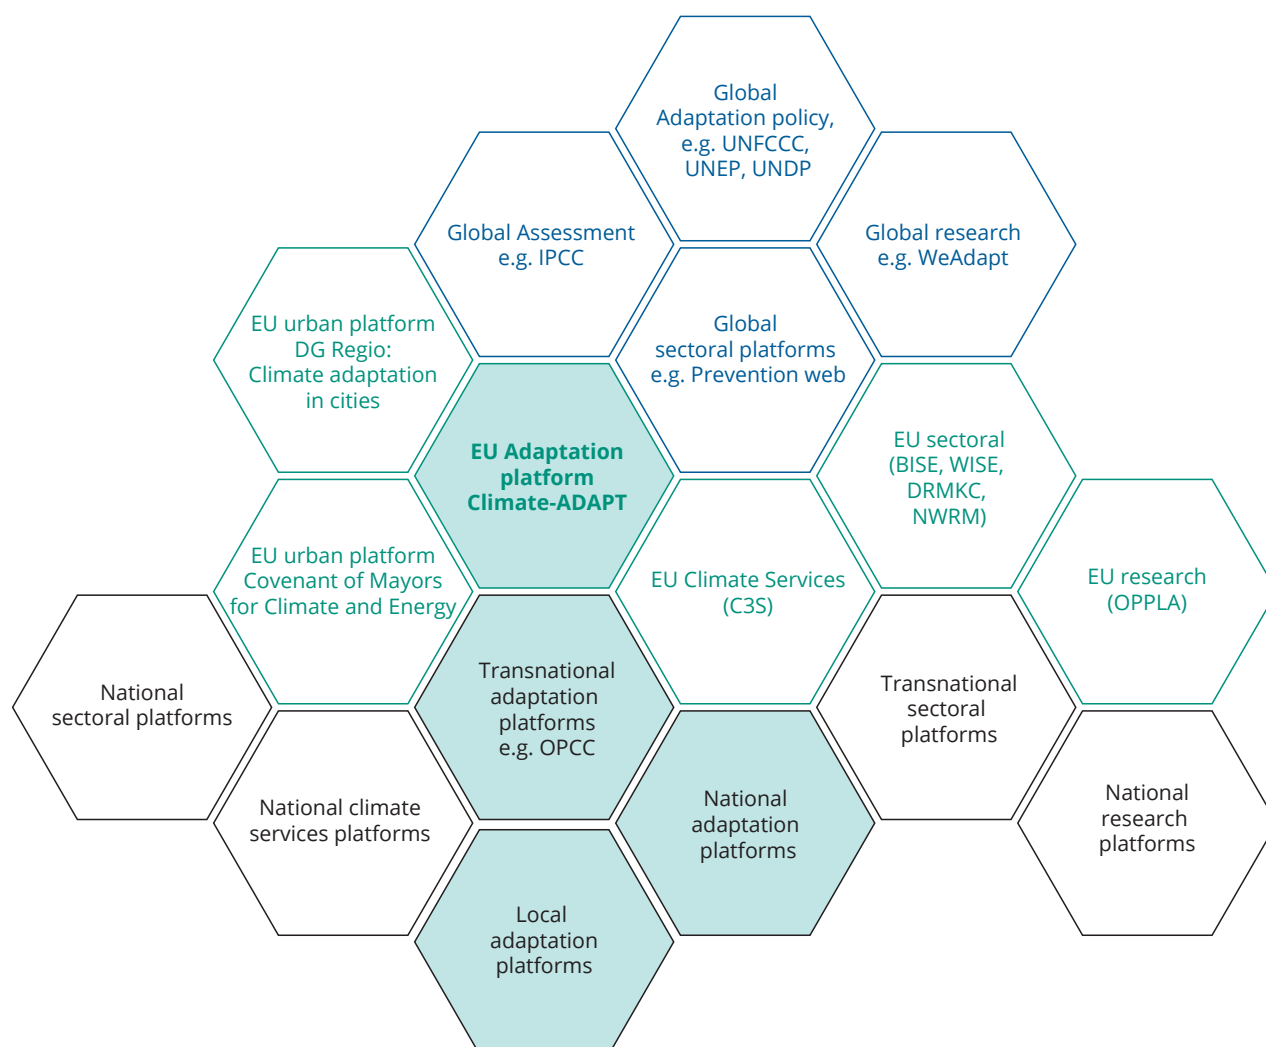 Global
Adaptation policy,
e.g. UNFCCC,
UNEP, UNDP
Global Assessment
e.g. IPCC
Global research
e.g. WeAdapt
EU urban platform
DG Regio:
Climate adaptation
in cities
Global
sectoral platforms
e.g. Prevention web
EU Adaptation
platform
Climate-ADAPT
EU sectoral
(BISE, WISE,
DRMKC,
NWRM)
EU urban platform
Covenant of Mayors
for Climate and Energy
EU Climate Services
(C3S)
EU research
(OPPLA)
National
sectoral platforms
Transnational
adaptation
platforms
e.g. OPCC
Transnational
sectoral
platforms
National climate
services platforms
National
adaptation
platforms
National
research
platforms
Local
adaptation
platforms